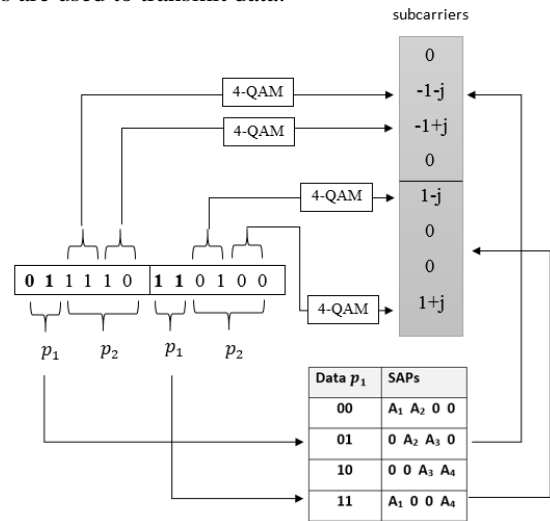 s are used to transmit data.
subcarriers
0
4-QAM -1-j
4-QAM -1+j
0
4-QAM 1-j
0
0
4-QAM 1+j
0 1 1 1 1 0 1 1 0 1 0 0
p₁ p₂ p₁ p₂
Data p₁ SAPs
00 A₁ A₂ 0 0
01 0 A₂ A₃ 0
10 0 0 A₃ A₄
11 A₁ 0 0 A₄